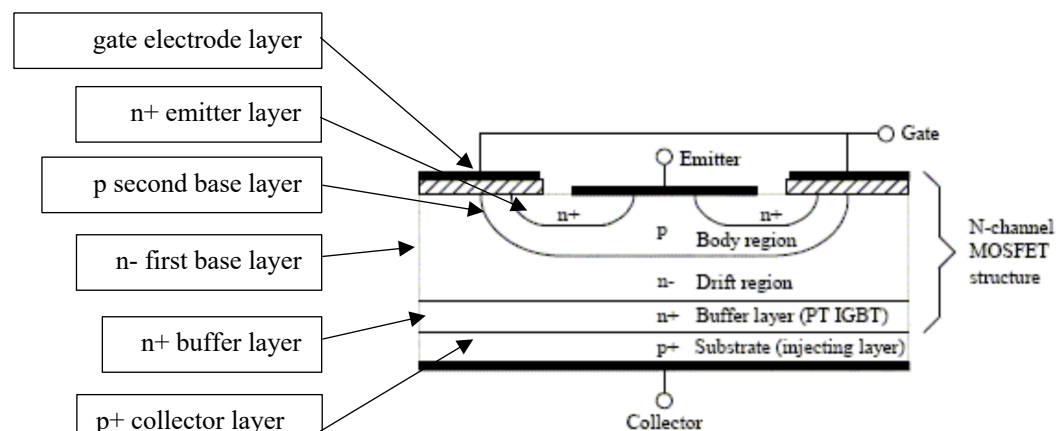 gate electrode layer
n+ emitter layer
p second base layer
n- first base layer
n+ buffer layer
p+ collector layer
Gate
Emitter
n+
n+
p
Body region
n- Drift region
n+ Buffer layer (PT IGBT)
p+ Substrate (injecting layer)
Collector
N-channel
MOSFET
structure